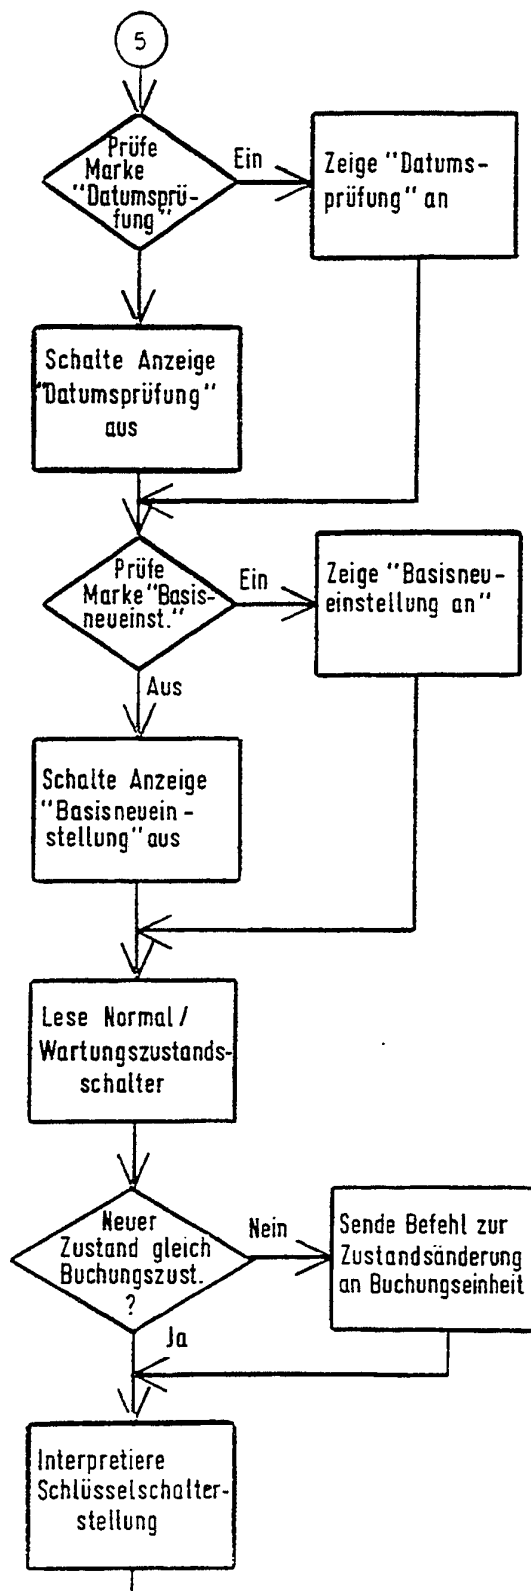 5
Prüfe
Marke
"Datumsprü-
fung"
Ein
Zeige "Datums-
prüfung" an
Schalte Anzeige
"Datumsprüfung"
aus
Prüfe
Marke "Basis-
neueinst."
Ein
Zeige "Basisneu-
einstellung an"
Aus
Schalte Anzeige
"Basisneuein-
stellung" aus
Lese Normal/
Wartungszustands-
schalter
Neuer
Zustand gleich
Buchungszust.
?
Nein
Sende Befehl zur
Zustandsänderung
an Buchungseinheit
Ja
Interpretiere
Schlüsselschalter-
stellung